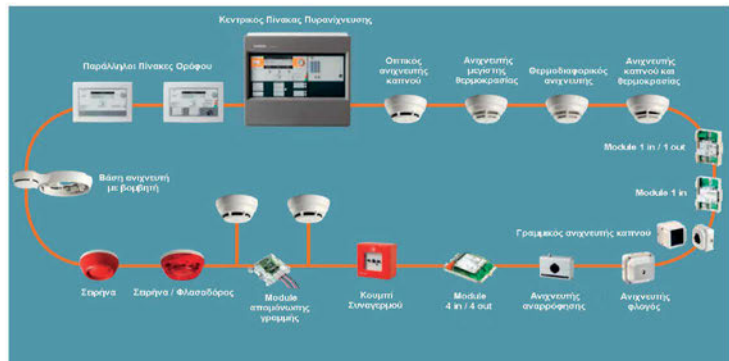 Κεντρικός Πίνακας Πυρανίχνευσης
Παράλληλοι Πίνακες Ορόφου
Οπτικός
ανιχνευτής
καπνού
Ανιχνευτής
μεγίστης
θερμοκρασίας
Θερμοδιαφορικός
ανιχνευτής
Ανιχνευτής
καπνού και
θερμοκρασίας
Module 1 in / 1 out
Module 1 in
Βάση ανιχνευτή
με βομβητή
Γραμμικός ανιχνευτής καπνού
Σειρήνα
Σειρήνα / Φλασοδόρος
Module
απομόνωσης
γραμμής
Κουμπί
Συναγερμού
Module
4 in / 4 out
Ανιχνευτής
αναρρόφησης
Ανιχνευτής
φλογός